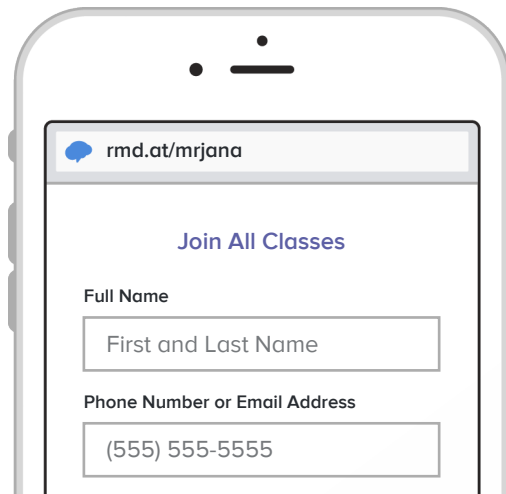 rmd.at/mrjana
Join All Classes
Full Name
First and Last Name
Phone Number or Email Address
(555) 555-5555